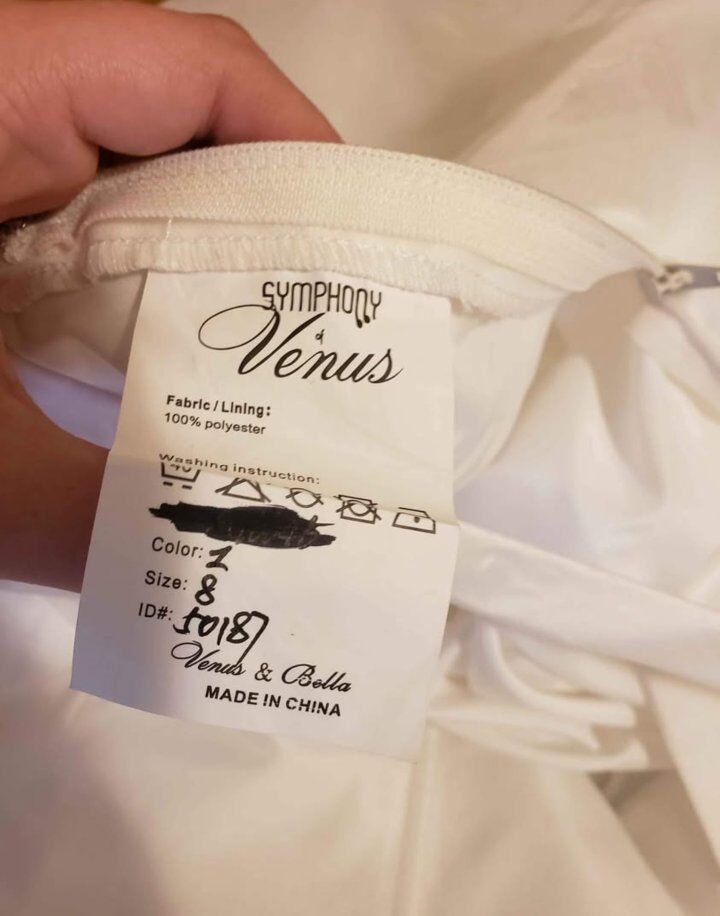 SYMPHONY
of
Venus
Fabric / Lining:
100% polyester
Washing instruction:
40
Color: 1
Size: 8
ID#: 50187
Venus & Bella
MADE IN CHINA